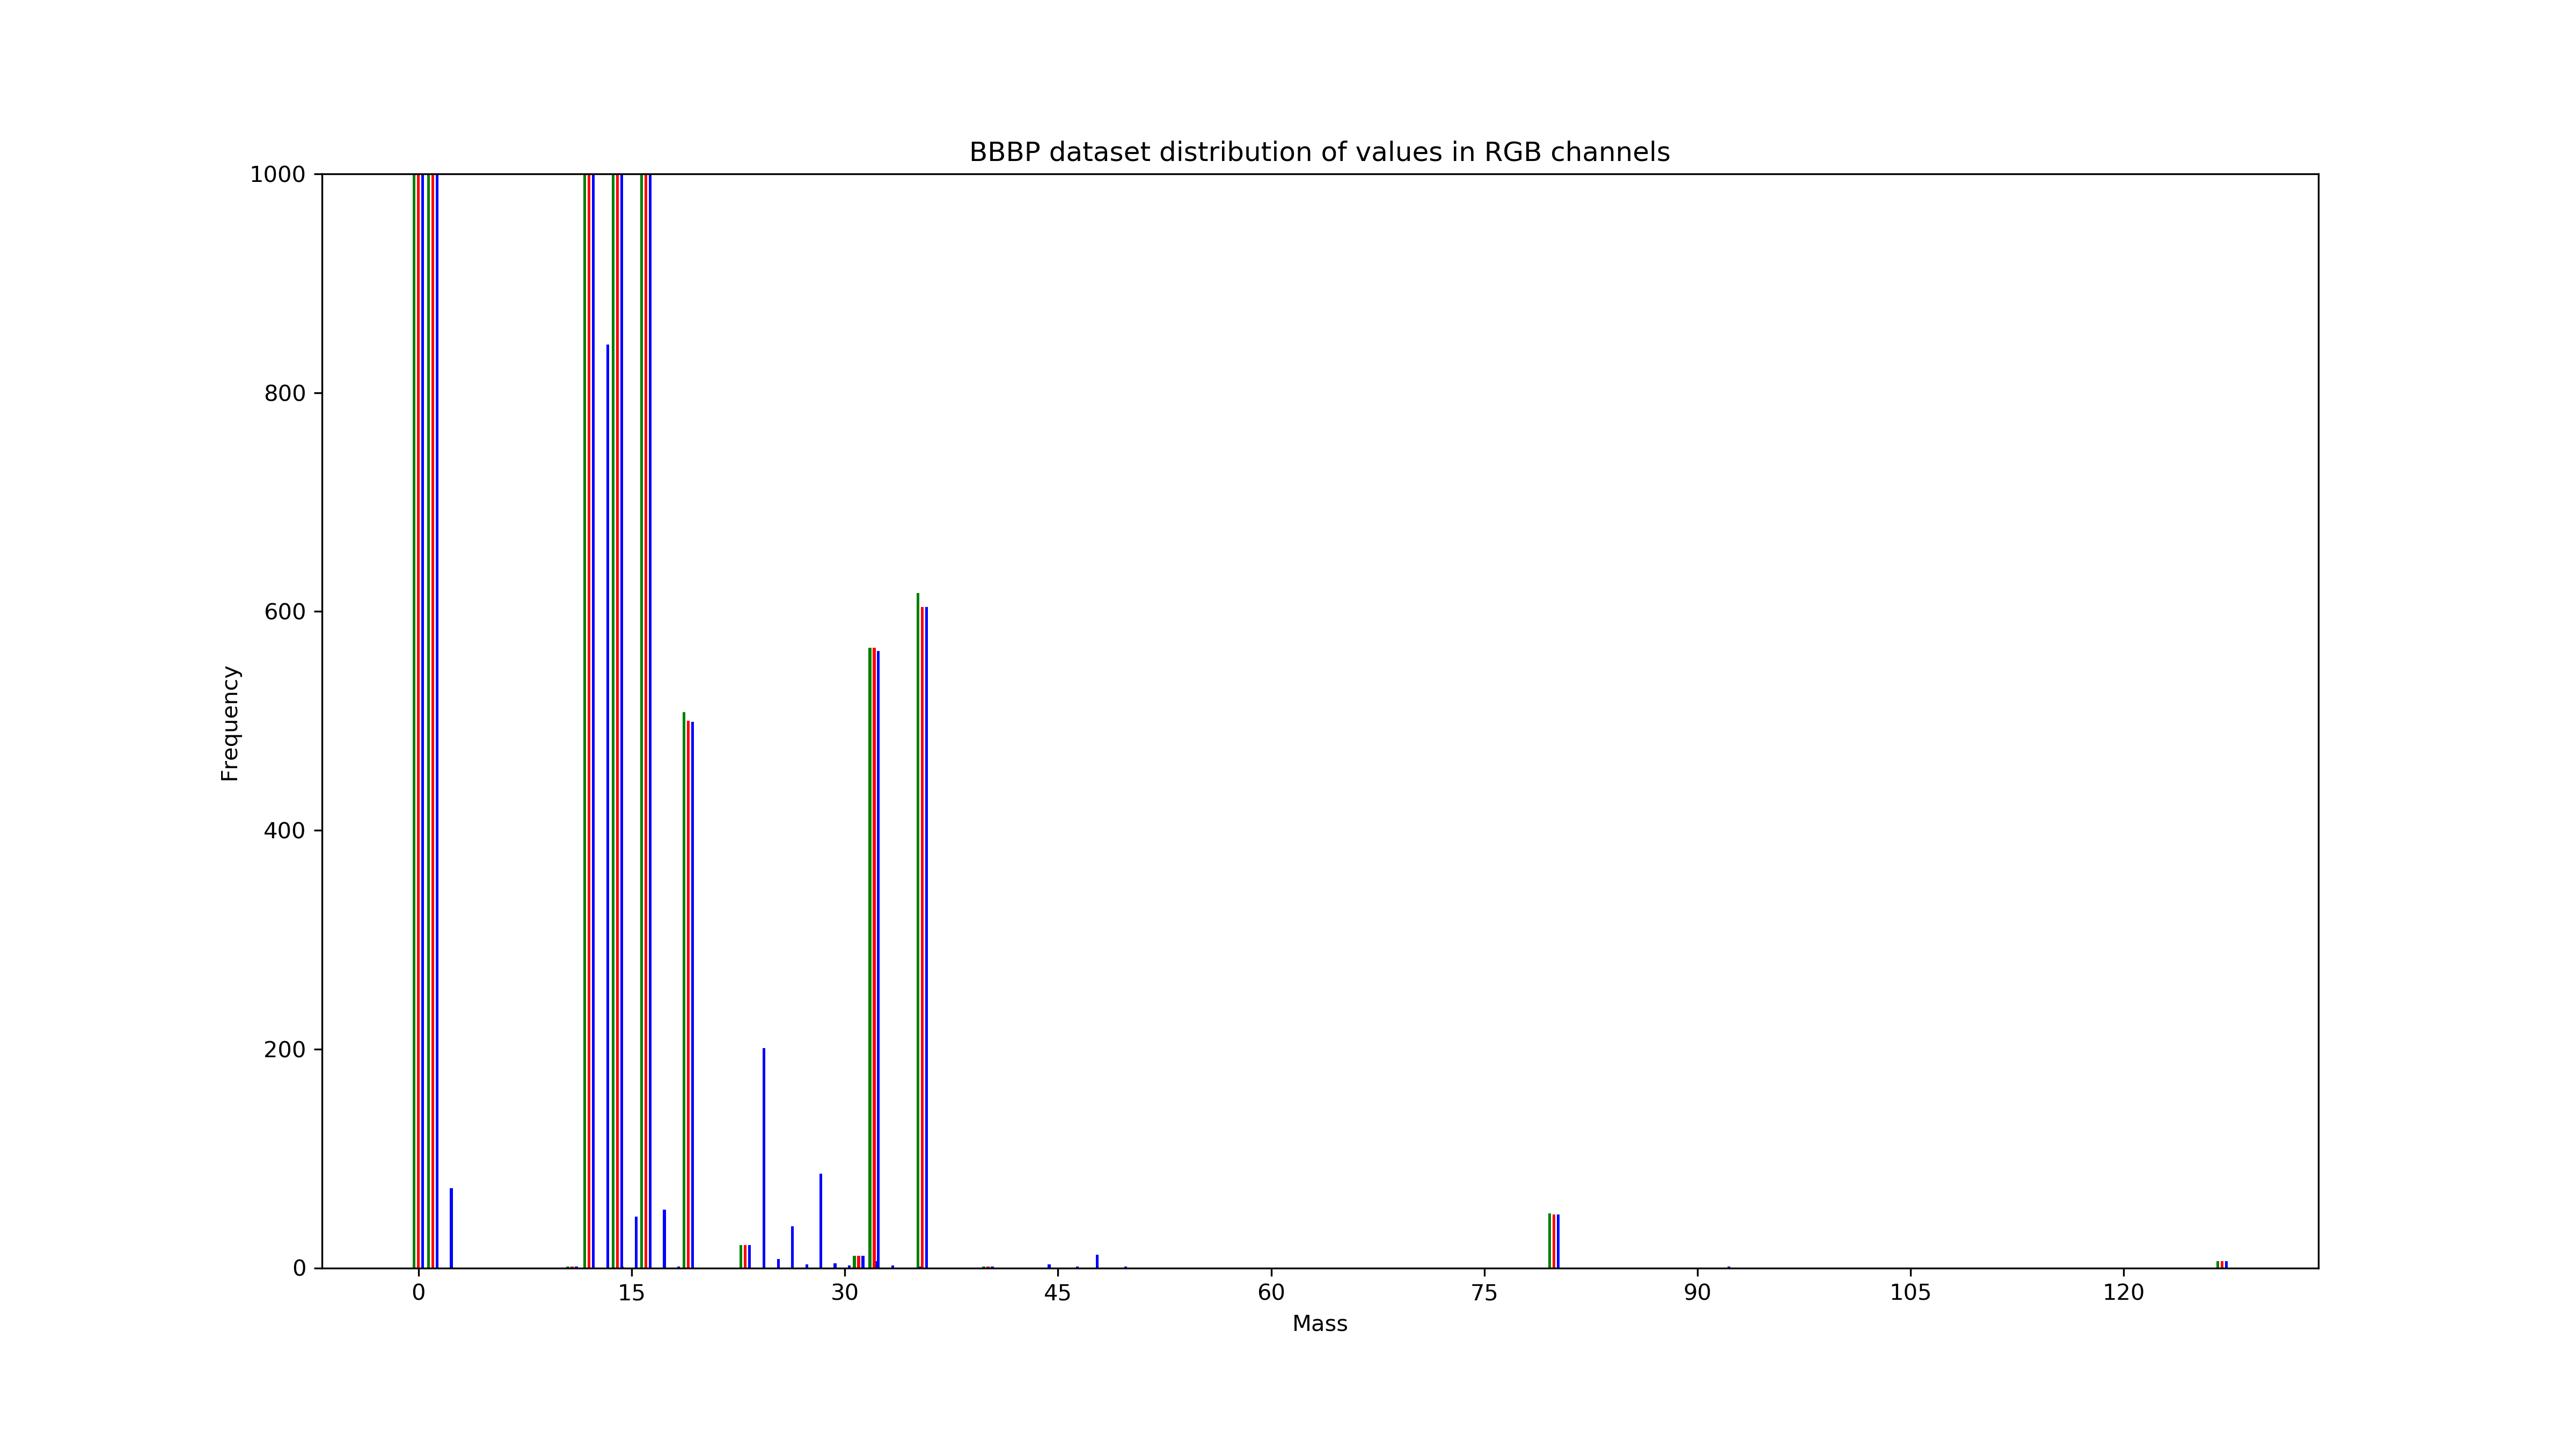 BBBP dataset distribution of values in RGB channels
1000
800
600
400
200
0
Frequency
0 15 30 45 60 75 90 105 120
Mass